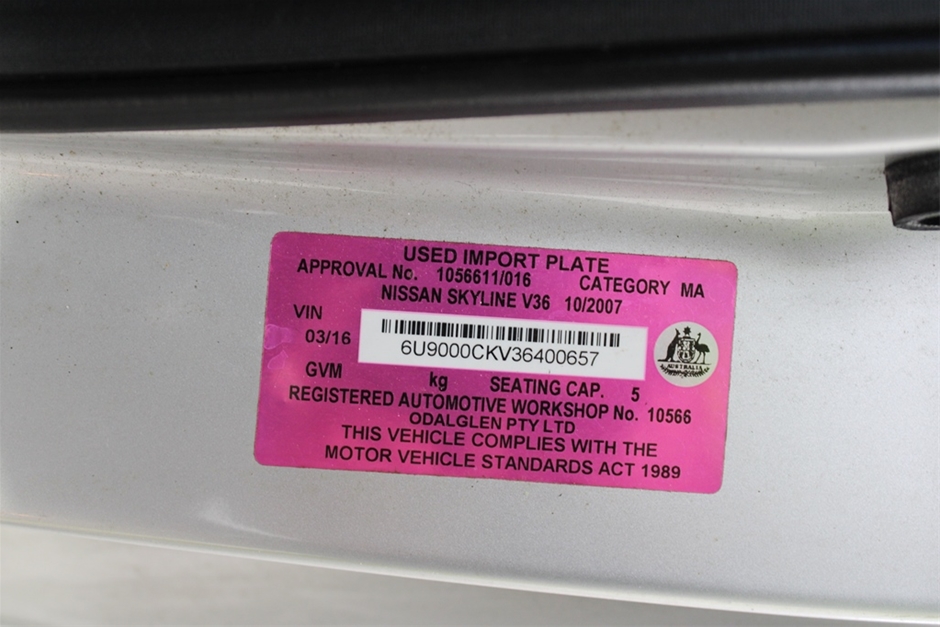 USED IMPORT PLATE
APPROVAL No. 1056611/016 CATEGORY MA
NISSAN SKYLINE V36 10/2007
VIN
03/16
6U9000CKV36400657
AUSTRALIA
GVM kg SEATING CAP. 5
REGISTERED AUTOMOTIVE WORKSHOP No. 10566
ODALGLEN PTY LTD
THIS VEHICLE COMPLIES WITH THE
MOTOR VEHICLE STANDARDS ACT 1989